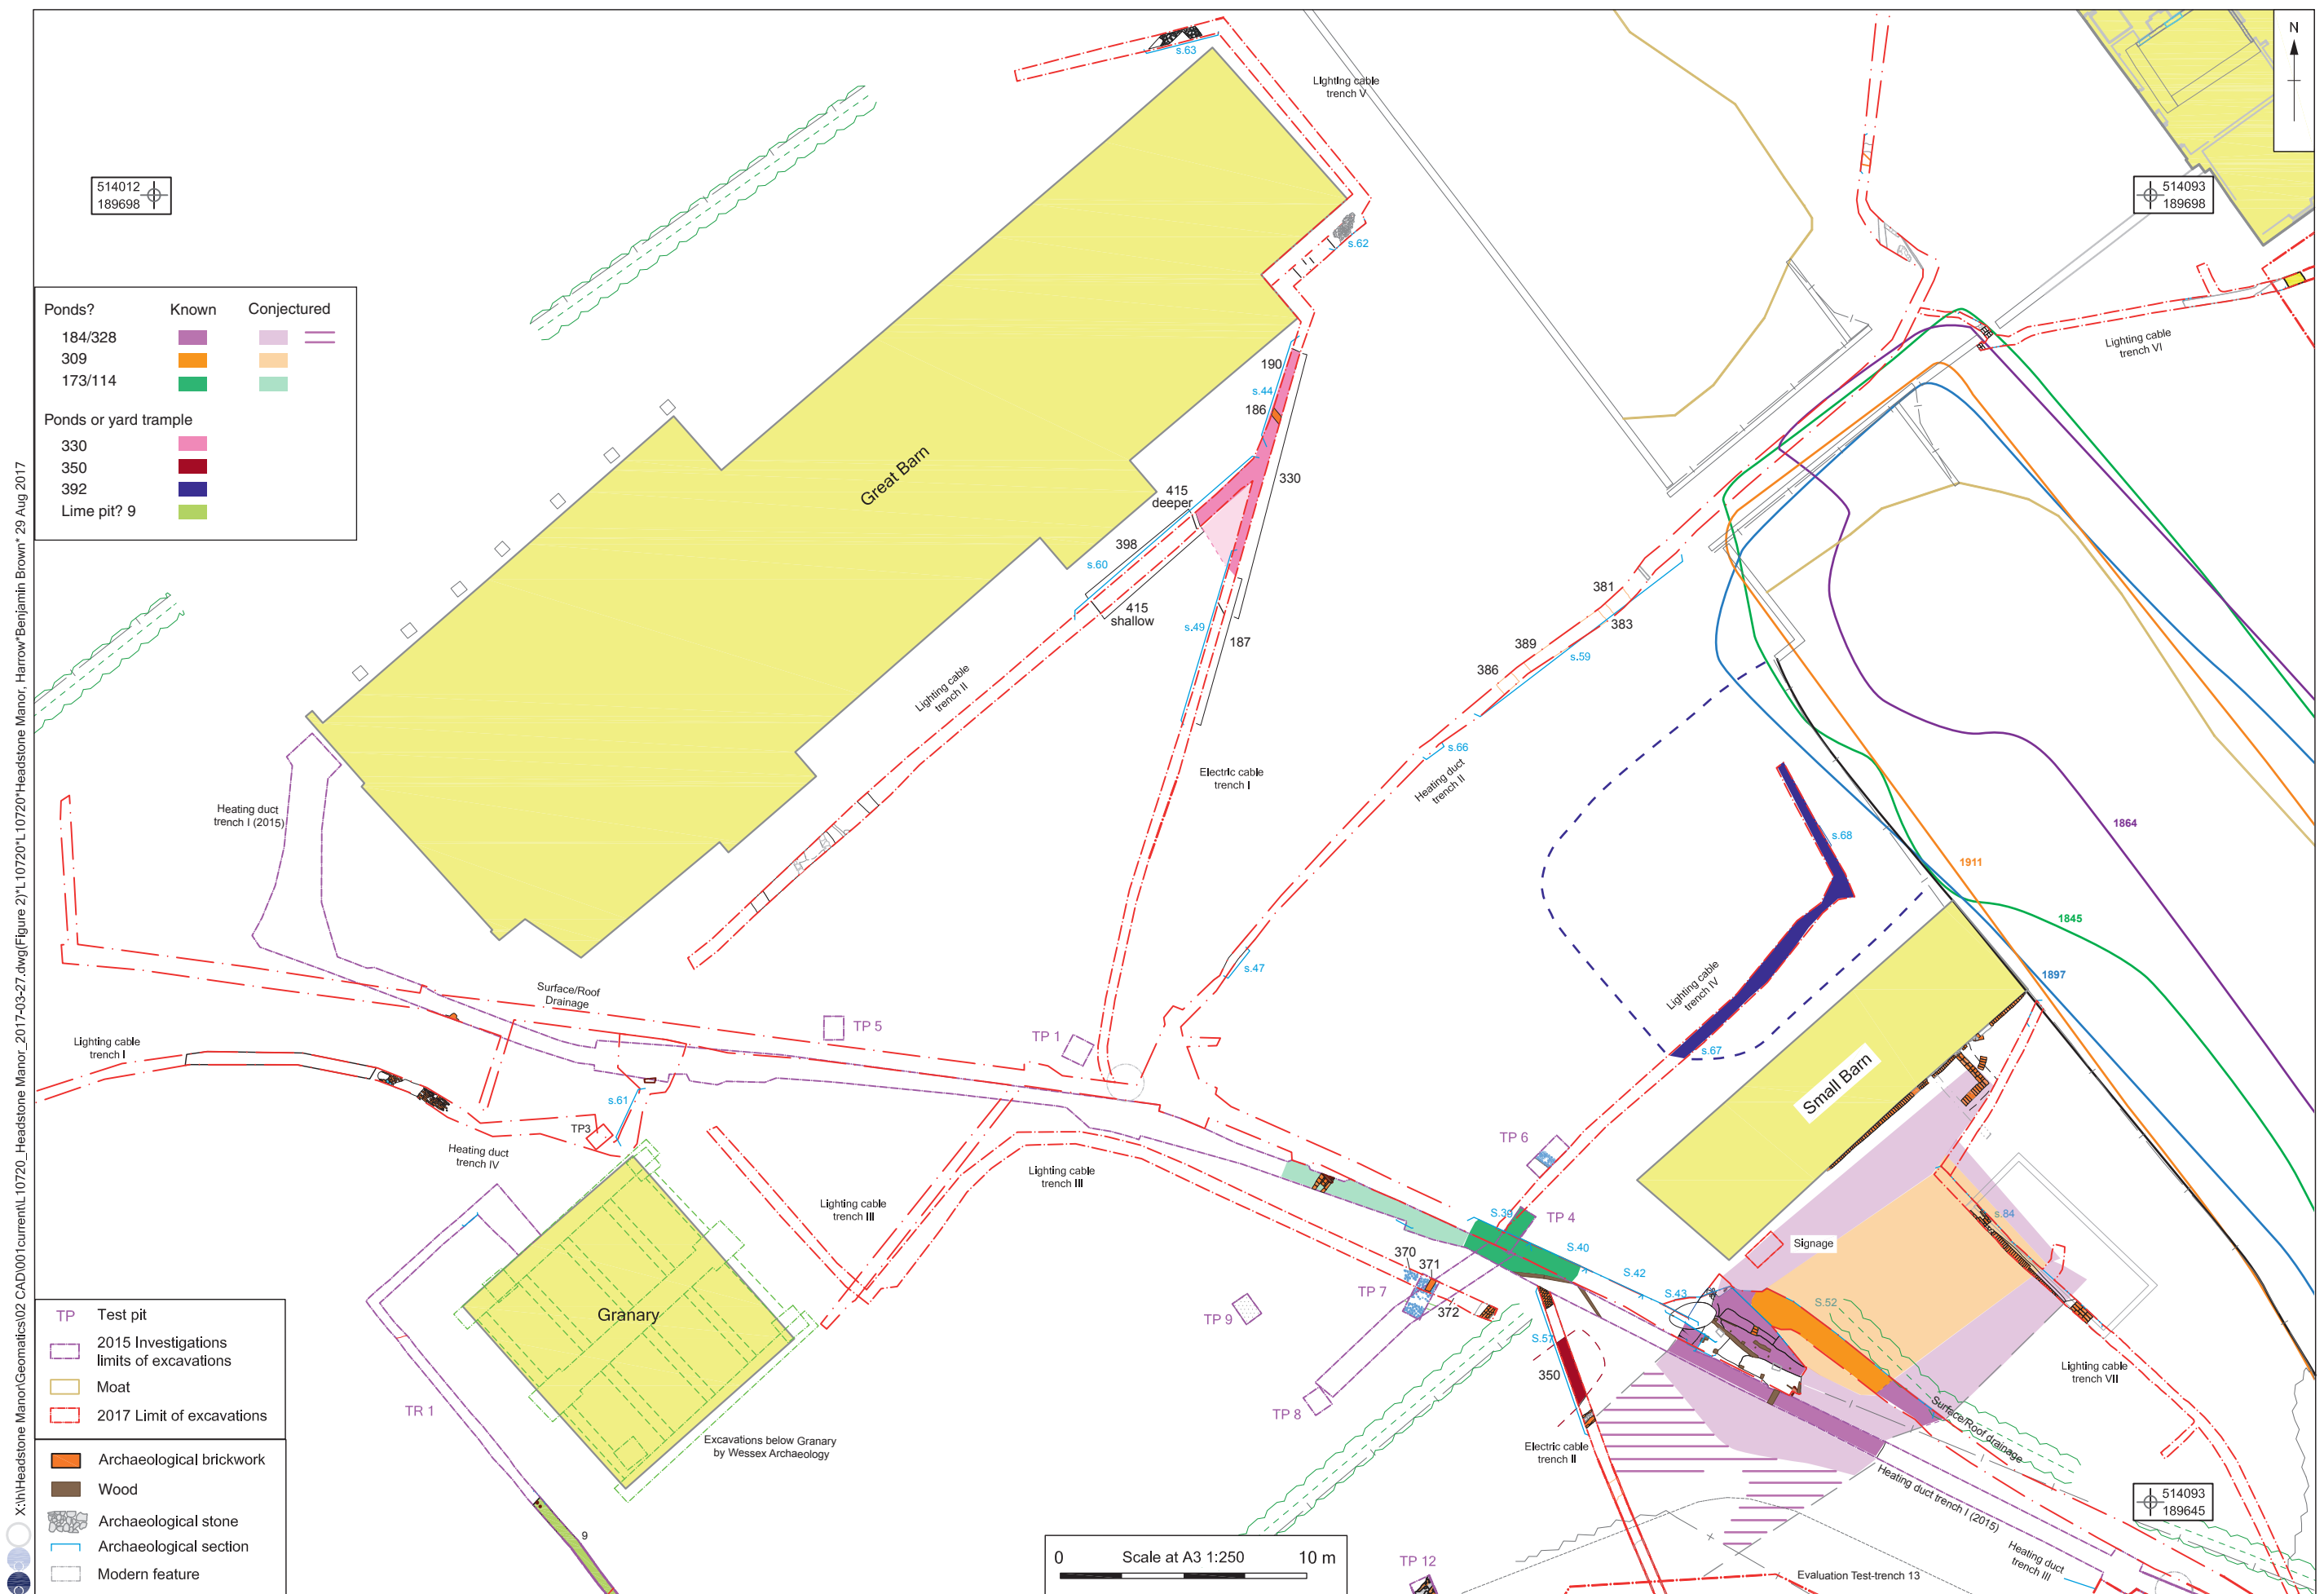 X:\h\Headstone Manor\Geomatics\02 CAD\001current\L10720_Headstone Manor_2017-03-27.dwg(Figure 2)*L10720*Headstone Manor, Harrow*Benjamin Brown* 29 Aug 2017
N
514012
189698
514093
189698
514093
189645
Ponds? Known Conjectured
184/328
309
173/114
Ponds or yard trample
330
350
392
Lime pit? 9
s.63
Lighting cable
trench V
s.62
190
s.44
186
Great Barn
330
415
deeper
398
s.60
415
shallow
s.49
187
Lighting cable
trench II
Electric cable
trench I
Lighting cable
trench VI
381
383
389
s.59
386
s.66
Heating duct
trench II
s.68
1864
1911
1845
1897
s.47
Lighting cable
trench IV
s.67
Small Barn
Heating duct
trench I (2015)
Surface/Roof
Drainage
TP 5
TP 1
Lighting cable
trench I
s.61
TP3
Heating duct
trench IV
Lighting cable
trench III
Lighting cable
trench III
TP 6
S.39
TP 4
S.40
S.42
S.43
Signage
s.84
S.52
370
371
TP 7
372
TP 9
S.57
350
TP 8
Electric cable
trench II
Lighting cable
trench VII
Surface/Roof drainage
Heating duct trench I (2015)
Heating duct
trench III
Granary
TR 1
Excavations below Granary
by Wessex Archaeology
9
TP 12
Evaluation Test-trench 13
TP Test pit
2015 Investigations
limits of excavations
Moat
2017 Limit of excavations
Archaeological brickwork
Wood
Archaeological stone
Archaeological section
Modern feature
0 Scale at A3 1:250 10 m